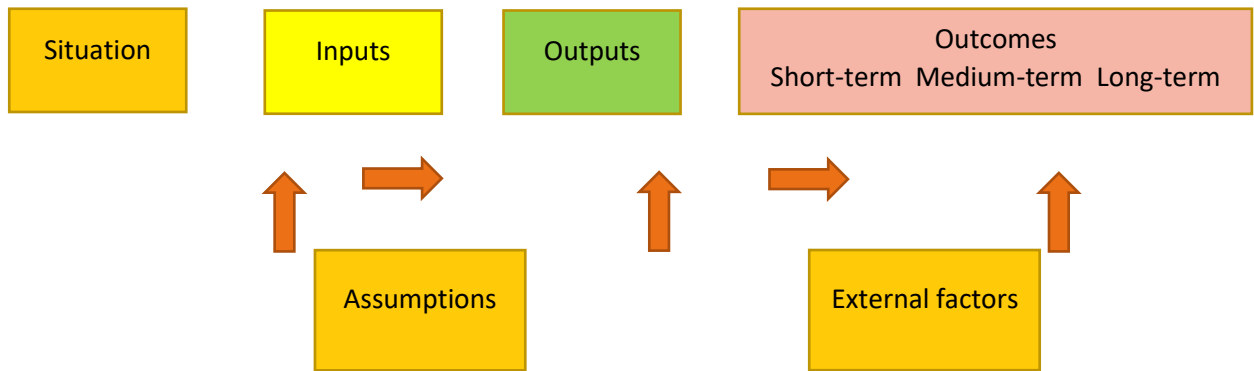 Situation
Inputs
Outputs
Outcomes
Short-term Medium-term Long-term
Assumptions
External factors